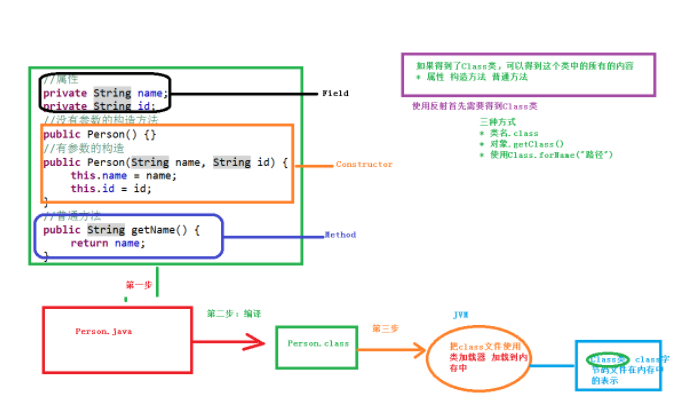 //属性
private String name;
private String id;
//没有参数的构造方法
public Person() {}
//有参数的构造
public Person(String name, String id) {
this.name = name;
this.id = id;
}
//普通方法
public String getName() {
return name;
}
Field
Constructor
Method
如果得到了Class类，可以得到这个类中的所有的内容
* 属性 构造方法 普通方法
使用反射首先需要得到Class类
三种方式
* 类名.class
* 对象.getClass()
* 使用Class.forName("路径")
第一步
Person.java
第二步：编译
Person.class
第三步
JVM
把class文件使用
类加载器 加载到内
存中
Class类：class字
节码文件在内存中
的表示